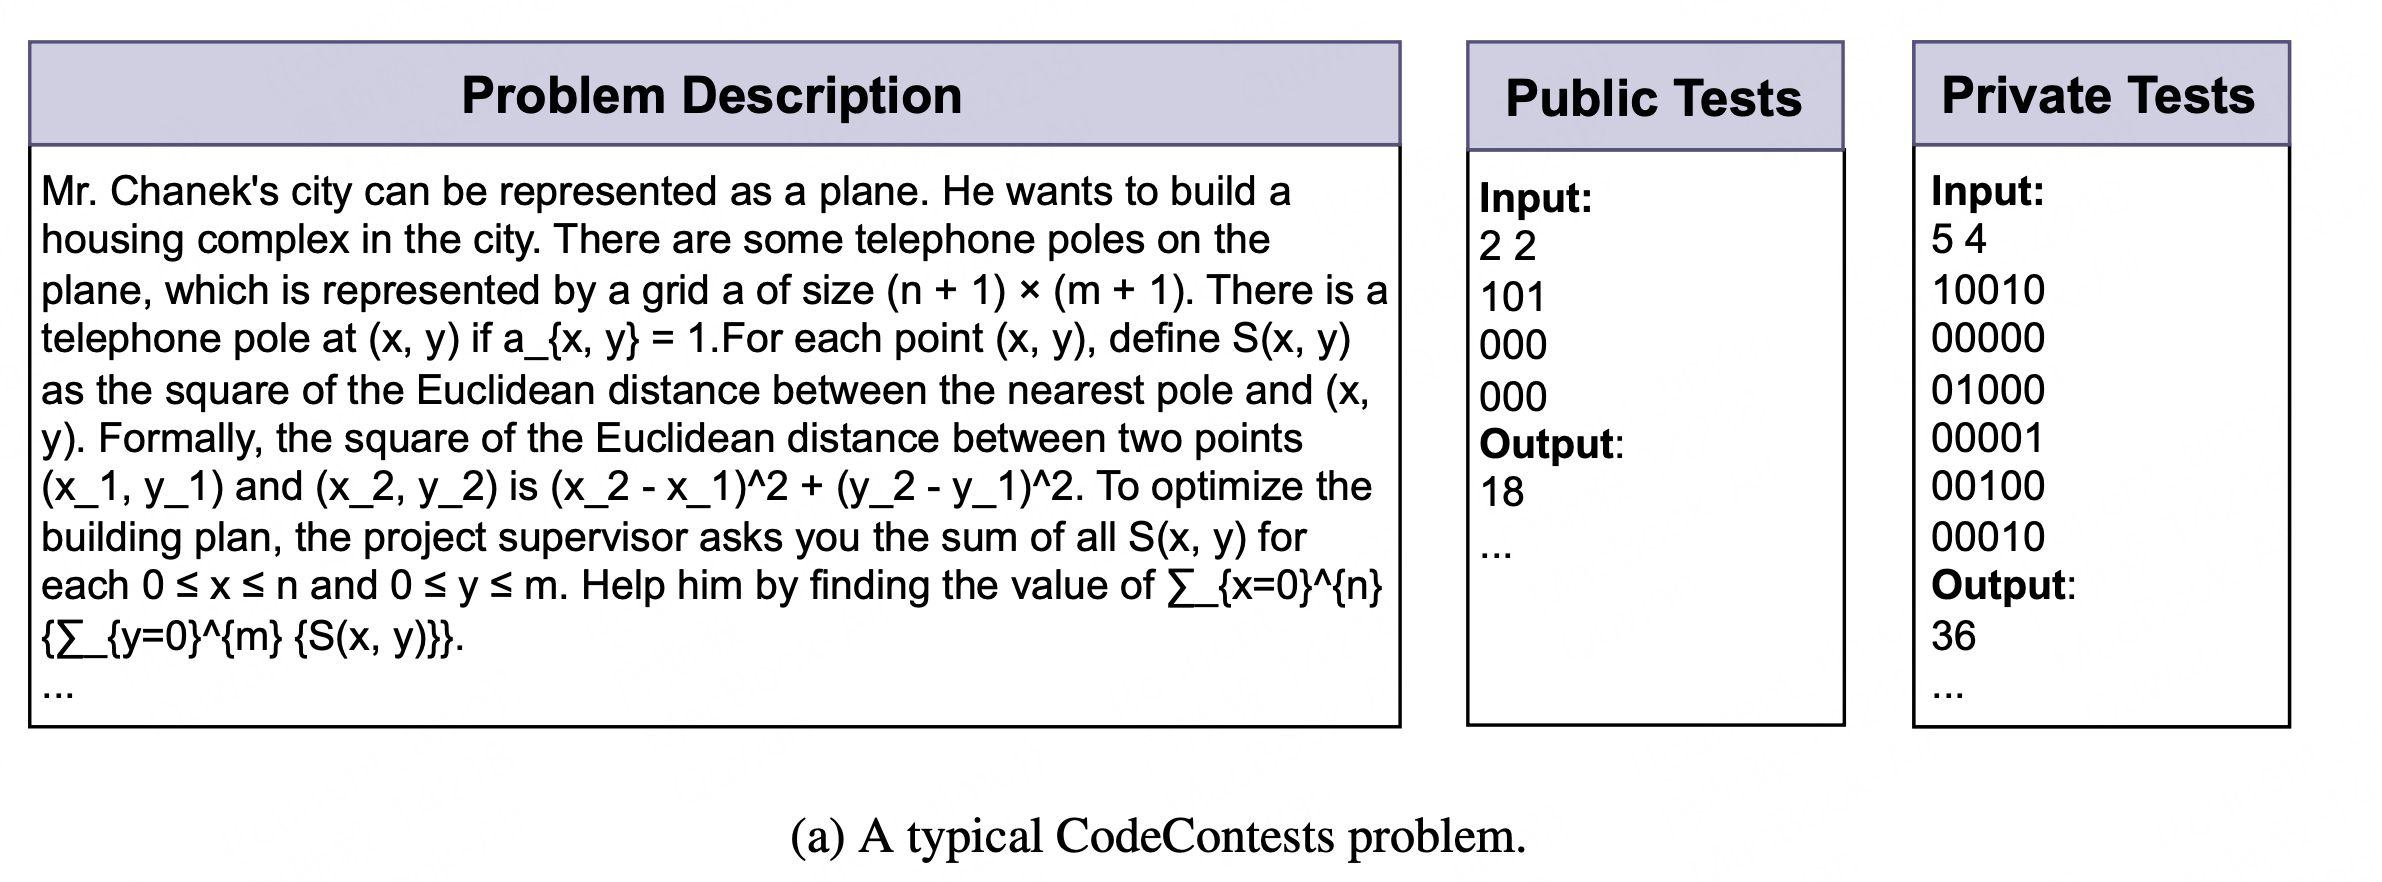 Problem Description
Mr. Chanek's city can be represented as a plane. He wants to build a
housing complex in the city. There are some telephone poles on the
plane, which is represented by a grid a of size (n + 1) × (m + 1). There is a
telephone pole at (x, y) if a_{x, y} = 1.For each point (x, y), define S(x, y)
as the square of the Euclidean distance between the nearest pole and (x,
y). Formally, the square of the Euclidean distance between two points
(x_1, y_1) and (x_2, y_2) is (x_2 - x_1)^2 + (y_2 - y_1)^2. To optimize the
building plan, the project supervisor asks you the sum of all S(x, y) for
each 0 ≤ x ≤ n and 0 ≤ y ≤ m. Help him by finding the value of ∑_{x=0}^{n}
{∑_{y=0}^{m} {S(x, y)}}.
...
Public Tests
Input:
2 2
101
000
000
Output:
18
...
Private Tests
Input:
5 4
10010
00000
01000
00001
00100
00010
Output:
36
...
(a) A typical CodeContests problem.